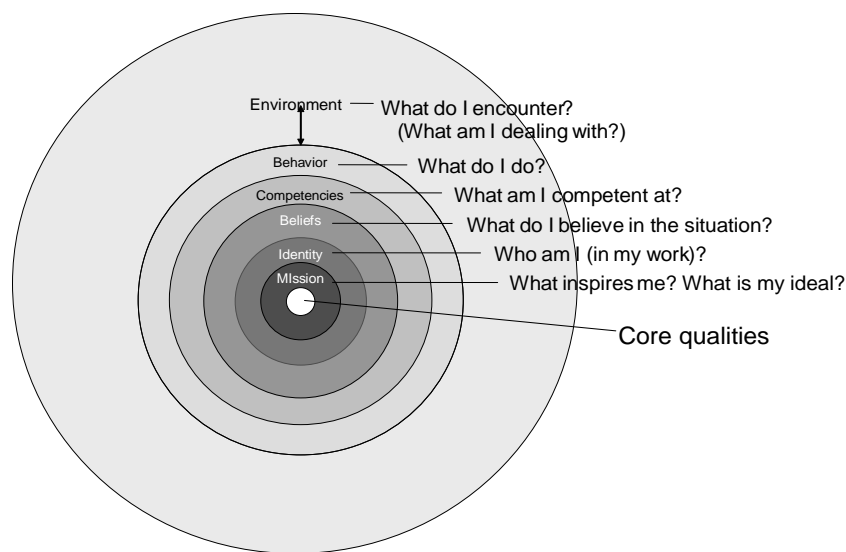 Environment
What do I encounter?
(What am I dealing with?)
Behavior
What do I do?
Competencies
What am I competent at?
Beliefs
What do I believe in the situation?
Identity
Who am I (in my work)?
MIssion
What inspires me? What is my ideal?
Core qualities